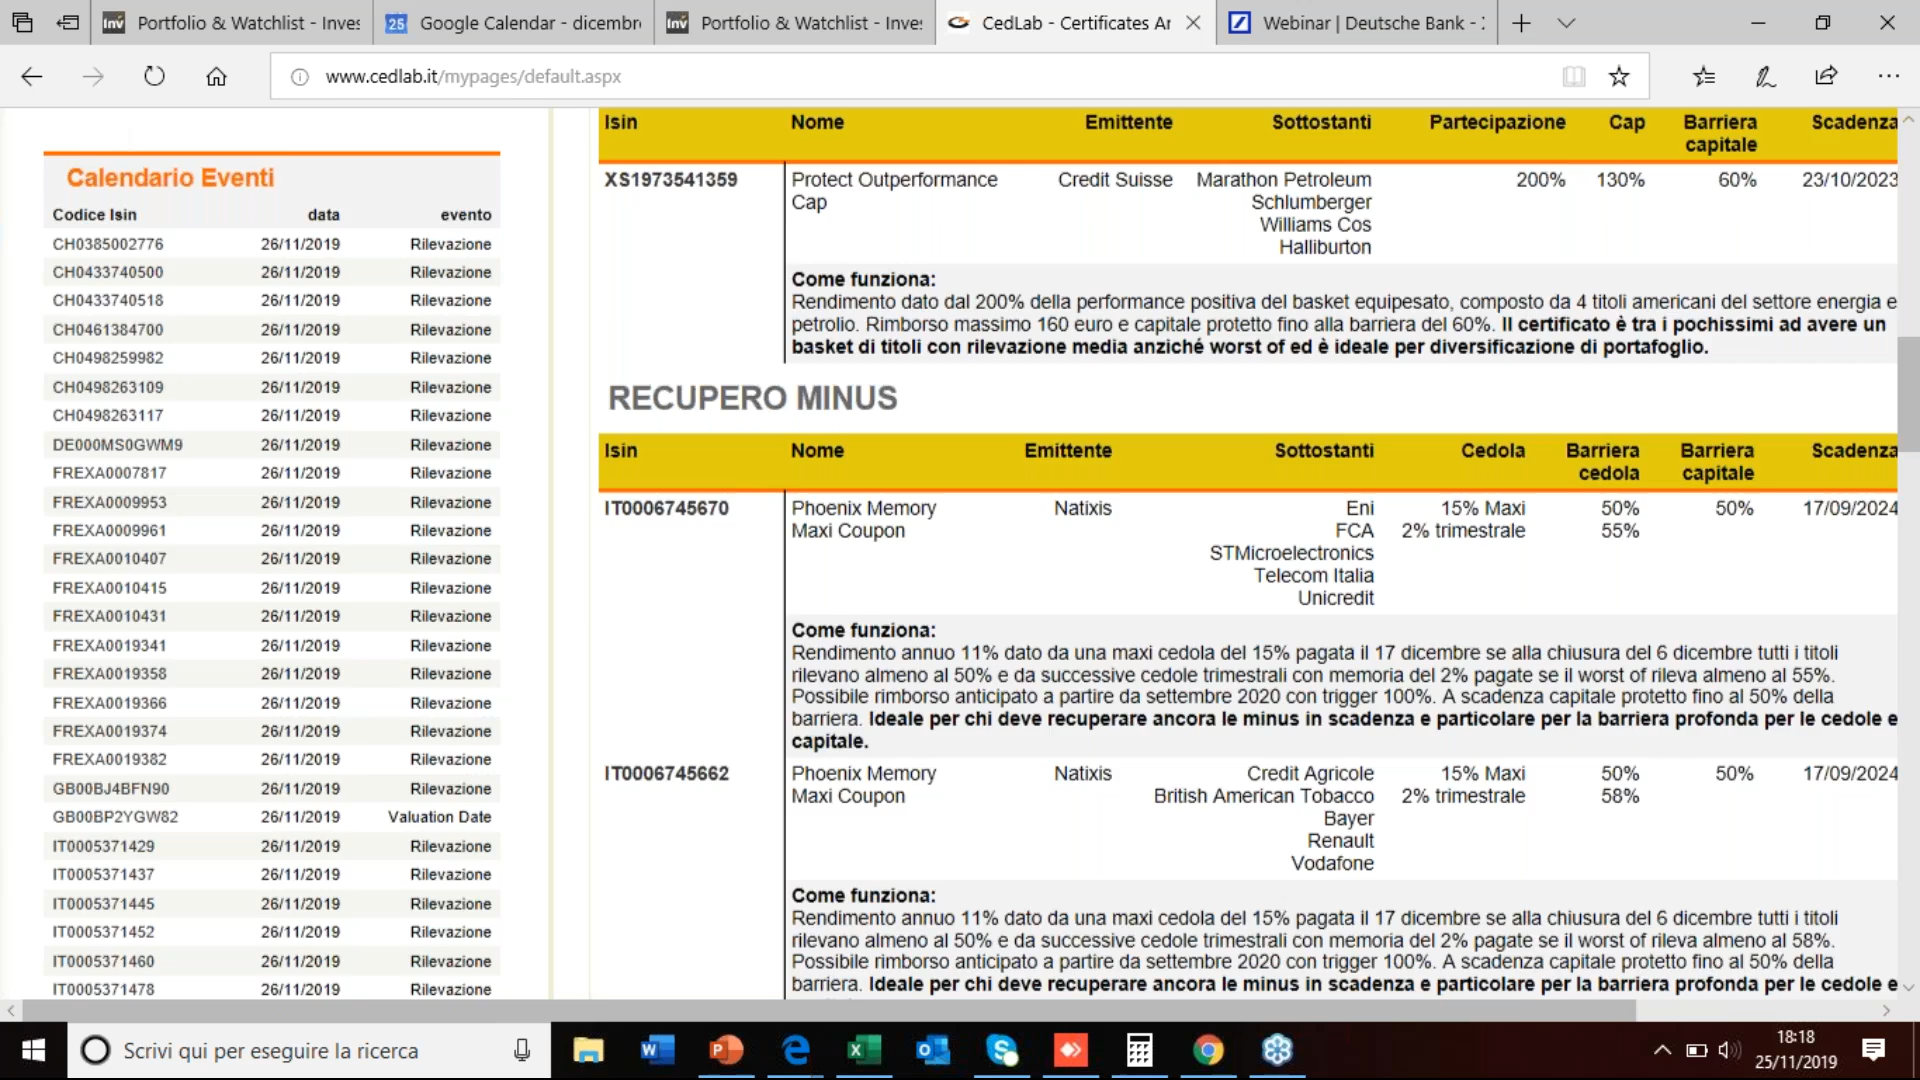 Portfolio & Watchlist - Inves
25 Google Calendar - dicembre
Portfolio & Watchlist - Inves
CedLab - Certificates Ar
Webinar | Deutsche Bank -
www.cedlab.it/mypages/default.aspx
Calendario Eventi
Codice Isin data evento
CH0385002776 26/11/2019 Rilevazione
CH0433740500 26/11/2019 Rilevazione
CH0433740518 26/11/2019 Rilevazione
CH0461384700 26/11/2019 Rilevazione
CH0498259982 26/11/2019 Rilevazione
CH0498263109 26/11/2019 Rilevazione
CH0498263117 26/11/2019 Rilevazione
DE000MS0GWM9 26/11/2019 Rilevazione
FREXA0007817 26/11/2019 Rilevazione
FREXA0009953 26/11/2019 Rilevazione
FREXA0009961 26/11/2019 Rilevazione
FREXA0010407 26/11/2019 Rilevazione
FREXA0010415 26/11/2019 Rilevazione
FREXA0010431 26/11/2019 Rilevazione
FREXA0019341 26/11/2019 Rilevazione
FREXA0019358 26/11/2019 Rilevazione
FREXA0019366 26/11/2019 Rilevazione
FREXA0019374 26/11/2019 Rilevazione
FREXA0019382 26/11/2019 Rilevazione
GB00BJ4BFN90 26/11/2019 Rilevazione
GB00BP2YGW82 26/11/2019 Valuation Date
IT0005371429 26/11/2019 Rilevazione
IT0005371437 26/11/2019 Rilevazione
IT0005371445 26/11/2019 Rilevazione
IT0005371452 26/11/2019 Rilevazione
IT0005371460 26/11/2019 Rilevazione
IT0005371478 26/11/2019 Rilevazione
Isin Nome Emittente Sottostanti Partecipazione Cap Barriera Scadenza
capitale
XS1973541359 Protect Outperformance Credit Suisse Marathon Petroleum 200% 130% 60% 23/10/2023
Cap Schlumberger
Williams Cos
Halliburton
Come funziona:
Rendimento dato dal 200% della performance positiva del basket equipesato, composto da 4 titoli americani del settore energia e
petrolio. Rimborso massimo 160 euro e capitale protetto fino alla barriera del 60%. Il certificato è tra i pochissimi ad avere un
basket di titoli con rilevazione media anziché worst of ed è ideale per diversificazione di portafoglio.
RECUPERO MINUS
Isin Nome Emittente Sottostanti Cedola Barriera Barriera Scadenza
cedola capitale
IT0006745670 Phoenix Memory Natixis Eni 15% Maxi 50% 50% 17/09/2024
Maxi Coupon FCA 2% trimestrale 55%
STMicroelectronics
Telecom Italia
Unicredit
Come funziona:
Rendimento annuo 11% dato da una maxi cedola del 15% pagata il 17 dicembre se alla chiusura del 6 dicembre tutti i titoli
rilevano almeno al 50% e da successive cedole trimestrali con memoria del 2% pagate se il worst of rileva almeno al 55%.
Possibile rimborso anticipato a partire da settembre 2020 con trigger 100%. A scadenza capitale protetto fino al 50% della
barriera. Ideale per chi deve recuperare ancora le minus in scadenza e particolare per la barriera profonda per le cedole e
capitale.
IT0006745662 Phoenix Memory Natixis Credit Agricole 15% Maxi 50% 50% 17/09/2024
Maxi Coupon British American Tobacco 2% trimestrale 58%
Bayer
Renault
Vodafone
Come funziona:
Rendimento annuo 11% dato da una maxi cedola del 15% pagata il 17 dicembre se alla chiusura del 6 dicembre tutti i titoli
rilevano almeno al 50% e da successive cedole trimestrali con memoria del 2% pagate se il worst of rileva almeno al 58%.
Possibile rimborso anticipato a partire da settembre 2020 con trigger 100%. A scadenza capitale protetto fino al 50% della
barriera. Ideale per chi deve recuperare ancora le minus in scadenza e particolare per la barriera profonda per le cedole e
Scrivi qui per eseguire la ricerca
18:18
25/11/2019